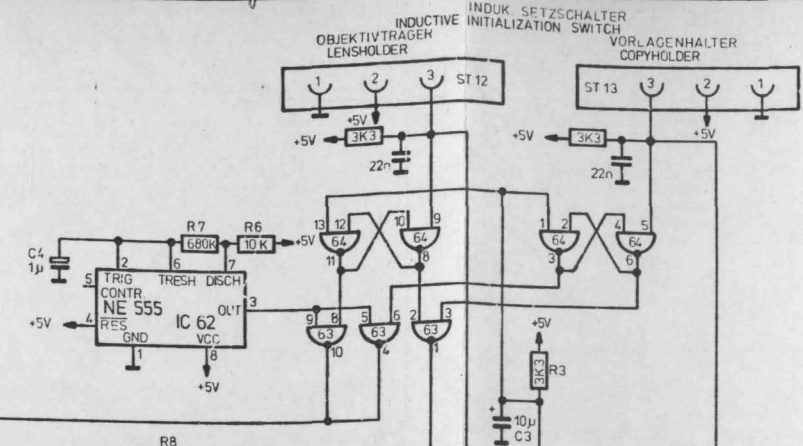 INDUK. SETZSCHALTER
INDUCTIVE INITIALIZATION SWITCH
OBJEKTIVTRÄGER
LENSHOLDER
VORLAGENHALTER
COPYHOLDER
1 2 3 ST 12
ST 13 3 2 1
+5V +5V
+5V 3K3
+5V 3K3
22n
22n
13 12 10 9
1 2 4 5
64 64 64 64
11 8 3 6
R7 R6
680K 10K +5V
C4
1µ
2 6 7
TRIG TRESH DISCH
5 CONTR.
NE 555 OUT 3
+5V 4 RES IC 62
GND VCC
1 8
+5V
9 8 5 6 2 3
63 63 63
10 4 1
+5V
3K3 R3
+ 10µ
C3
R8